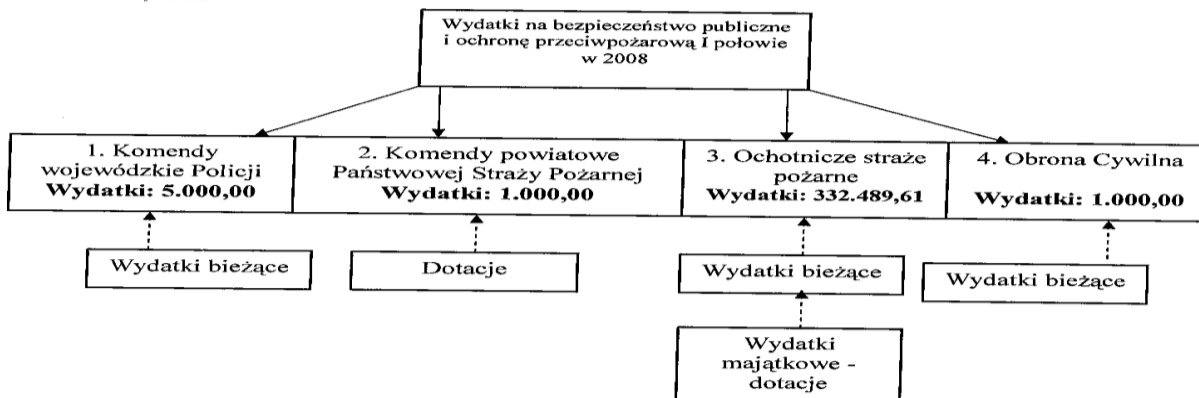 Wydatki na bezpieczeństwo publiczne
i ochronę przeciwpożarową I połowie
w 2008
1. Komendy
wojewódzkie Policji
Wydatki: 5.000,00
2. Komendy powiatowe
Państwowej Straży Pożarnej
Wydatki: 1.000,00
3. Ochotnicze straże
pożarne
Wydatki: 332.489,61
4. Obrona Cywilna
Wydatki: 1.000,00
Wydatki bieżące
Dotacje
Wydatki bieżące
Wydatki bieżące
Wydatki
majątkowe -
dotacje